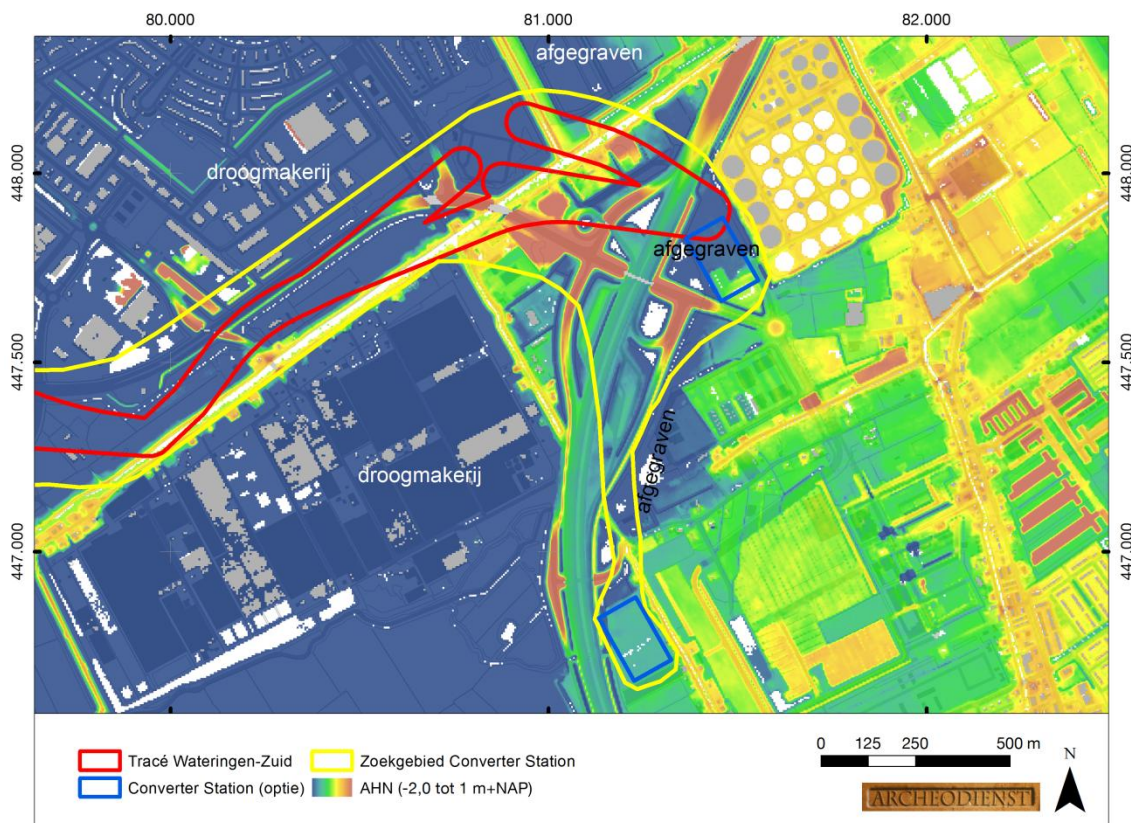 80.000 81.000 82.000
afgegraven
448.000 448.000
droogmakerij
afgegraven
447.500 447.500
afgegraven
droogmakerij
447.000 447.000
Tracé Wateringen-Zuid Zoekgebied Converter Station
Converter Station (optie) AHN (-2,0 tot 1 m+NAP)
0 125 250 500 m
N
ARCHEODIENST